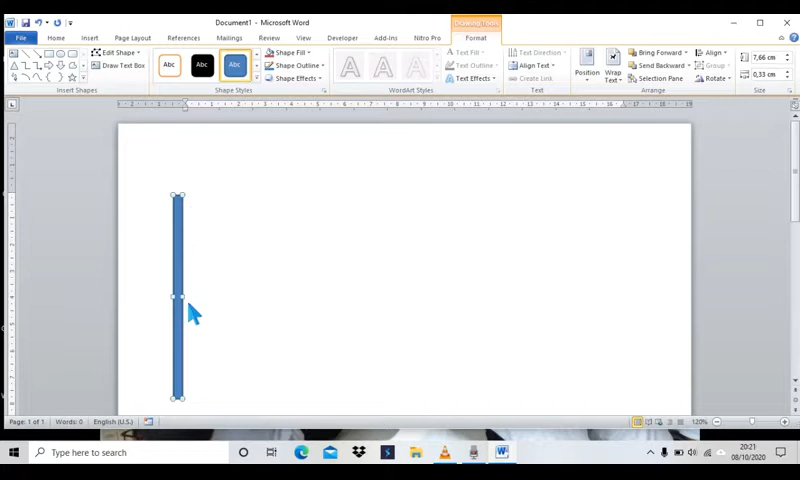 Document1 - Microsoft Word
Drawing Tools
File Home Insert Page Layout References Mailings Review View Developer Add-Ins Nitro Pro Format
Edit Shape
Draw Text Box
Insert Shapes
Abc Abc Abc
Shape Fill
Shape Outline
Shape Effects
Shape Styles
A A A
Text Fill
Text Outline
Text Effects
WordArt Styles
Text Direction
Align Text
Create Link
Text
Position
Wrap Text
Bring Forward
Send Backward
Selection Pane
Align
Group
Rotate
Arrange
7,66 cm
0,33 cm
Size
Page: 1 of 1 Words: 0 English (U.S.) 120%
Type here to search
20:21
08/10/2020